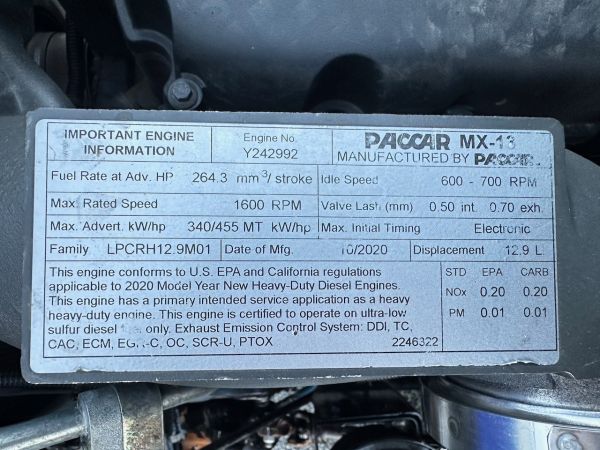 IMPORTANT ENGINE
INFORMATION
Engine No.
Y242992
PACCAR MX-13
MANUFACTURED BY PACCAR
Fuel Rate at Adv. HP 264.3 mm³/stroke
Idle Speed 600 - 700 RPM
Max. Rated Speed 1600 RPM
Valve Lash (mm) 0.50 int. 0.70 exh.
Max. Advert. kW/hp 340/455 MT kW/hp
Max. Initial Timing Electronic
Family LPCRH12.9M01
Date of Mfg. 10/2020
Displacement 12.9 L
This engine conforms to U.S. EPA and California regulations
applicable to 2020 Model Year New Heavy-Duty Diesel Engines.
This engine has a primary intended service application as a heavy
heavy-duty engine. This engine is certified to operate on ultra-low
sulfur diesel only. Exhaust Emission Control System: DDI, TC,
CAC, ECM, SCR-U, PTOX
2246322
STD EPA CARB
NOx 0.20 0.20
PM 0.01 0.01